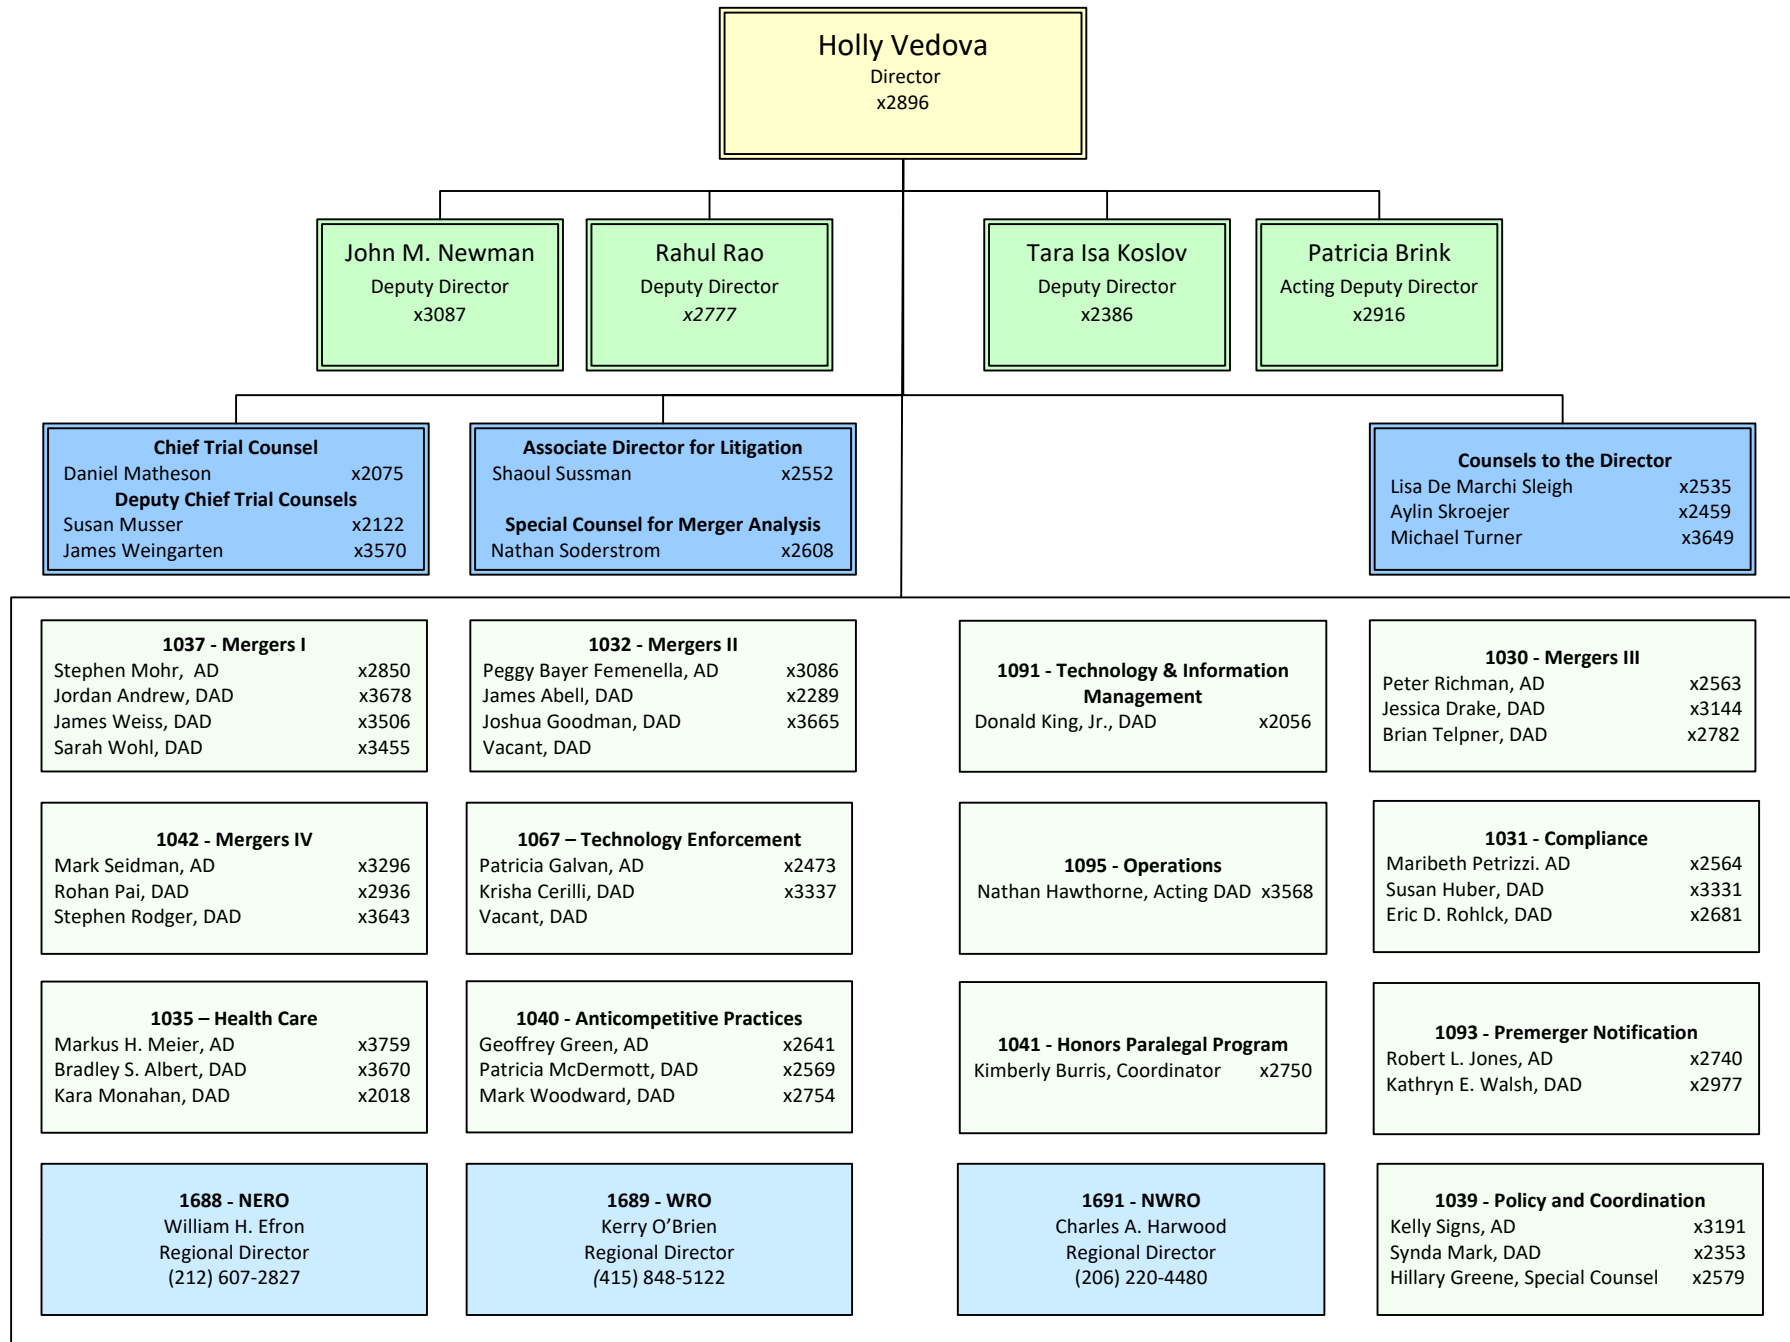 Holly Vedova
Director
x2896
John M. Newman
Deputy Director
x3087
Rahul Rao
Deputy Director
x2777
Tara Isa Koslov
Deputy Director
x2386
Patricia Brink
Acting Deputy Director
x2916
Chief Trial Counsel
Daniel Matheson x2075
Deputy Chief Trial Counsels
Susan Musser x2122
James Weingarten x3570
Associate Director for Litigation
Shaoul Sussman x2552
Special Counsel for Merger Analysis
Nathan Soderstrom x2608
Counsels to the Director
Lisa De Marchi Sleigh x2535
Aylin Skroejer x2459
Michael Turner x3649
1037 - Mergers I
Stephen Mohr, AD x2850
Jordan Andrew, DAD x3678
James Weiss, DAD x3506
Sarah Wohl, DAD x3455
1032 - Mergers II
Peggy Bayer Femenella, AD x3086
James Abell, DAD x2289
Joshua Goodman, DAD x3665
Vacant, DAD
1091 - Technology & Information
Management
Donald King, Jr., DAD x2056
1030 - Mergers III
Peter Richman, AD x2563
Jessica Drake, DAD x3144
Brian Telpner, DAD x2782
1042 - Mergers IV
Mark Seidman, AD x3296
Rohan Pai, DAD x2936
Stephen Rodger, DAD x3643
1067 – Technology Enforcement
Patricia Galvan, AD x2473
Krisha Cerilli, DAD x3337
Vacant, DAD
1095 - Operations
Nathan Hawthorne, Acting DAD x3568
1031 - Compliance
Maribeth Petrizzi. AD x2564
Susan Huber, DAD x3331
Eric D. Rohlck, DAD x2681
1035 – Health Care
Markus H. Meier, AD x3759
Bradley S. Albert, DAD x3670
Kara Monahan, DAD x2018
1040 - Anticompetitive Practices
Geoffrey Green, AD x2641
Patricia McDermott, DAD x2569
Mark Woodward, DAD x2754
1041 - Honors Paralegal Program
Kimberly Burris, Coordinator x2750
1093 - Premerger Notification
Robert L. Jones, AD x2740
Kathryn E. Walsh, DAD x2977
1688 - NERO
William H. Efron
Regional Director
(212) 607-2827
1689 - WRO
Kerry O’Brien
Regional Director
(415) 848-5122
1691 - NWRO
Charles A. Harwood
Regional Director
(206) 220-4480
1039 - Policy and Coordination
Kelly Signs, AD x3191
Synda Mark, DAD x2353
Hillary Greene, Special Counsel x2579